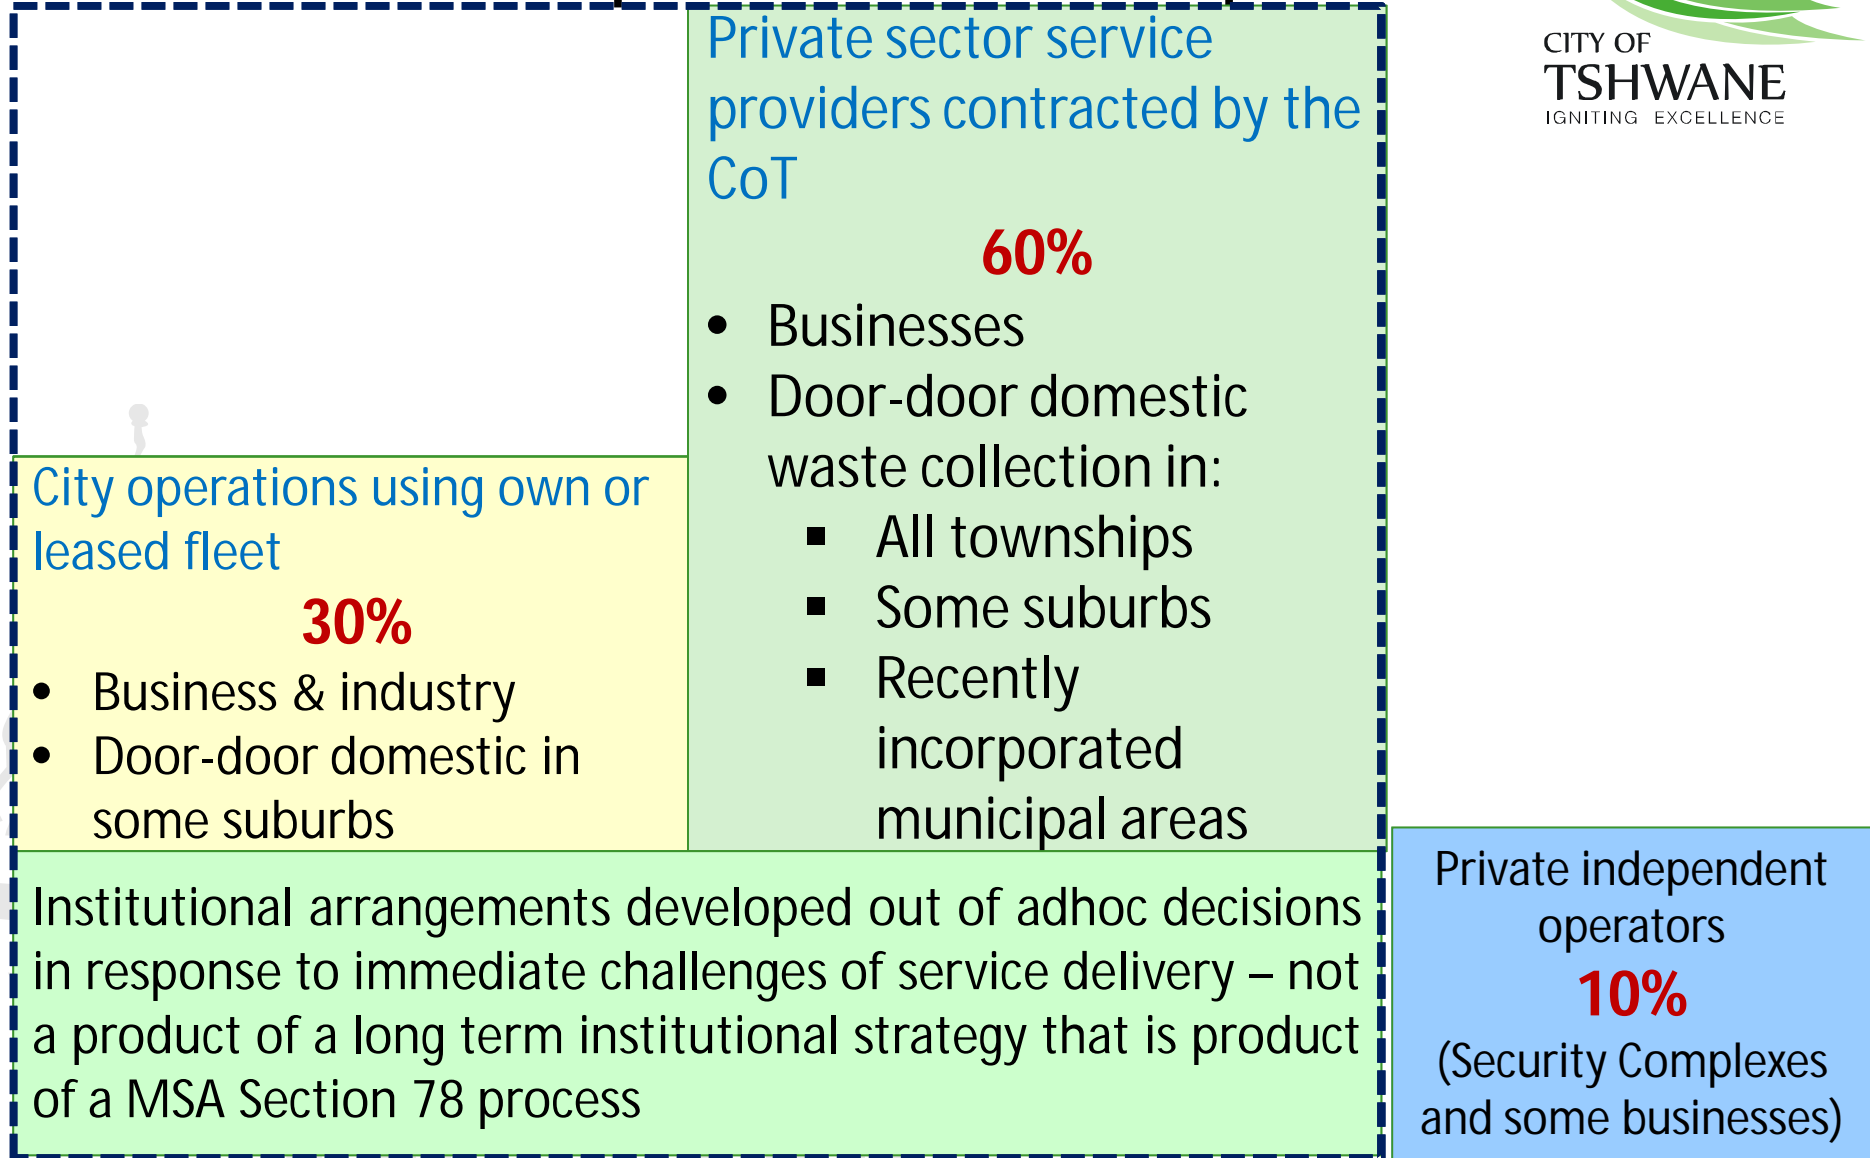 Private sector service
providers contracted by the
CoT
60%
• Businesses
• Door-door domestic
waste collection in:
▪ All townships
▪ Some suburbs
▪ Recently
incorporated
municipal areas
CITY OF
TSHWANE
IGNITING EXCELLENCE
City operations using own or
leased fleet
30%
• Business & industry
• Door-door domestic in
some suburbs
Institutional arrangements developed out of adhoc decisions
in response to immediate challenges of service delivery – not
a product of a long term institutional strategy that is product
of a MSA Section 78 process
Private independent
operators
10%
(Security Complexes
and some businesses)